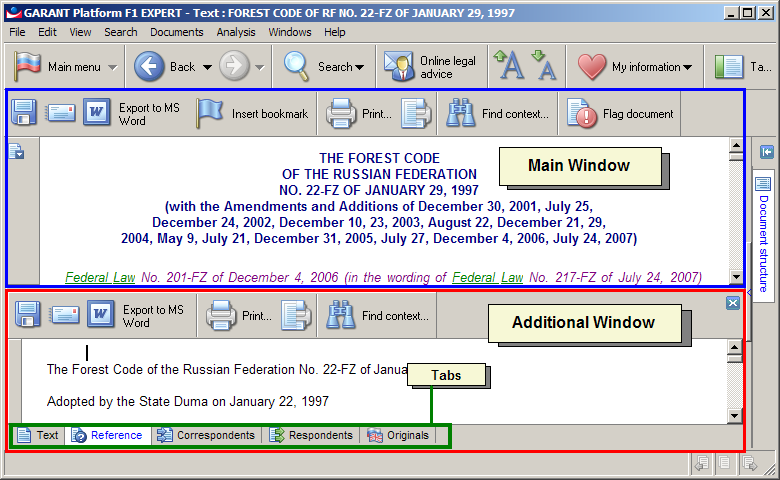 GARANT Platform F1 EXPERT - Text : FOREST CODE OF RF NO. 22-FZ OF JANUARY 29, 1997
File Edit View Search Documents Analysis Windows Help
Main menu Back Search Online legal advice My information Ta...
Export to MS Word Insert bookmark Print... Find context... Flag document
THE FOREST CODE
OF THE RUSSIAN FEDERATION
NO. 22-FZ OF JANUARY 29, 1997
(with the Amendments and Additions of December 30, 2001, July 25,
December 24, 2002, December 10, 23, 2003, August 22, December 21, 29,
2004, May 9, July 21, December 31, 2005, July 27, December 4, 2006, July 24, 2007)
Main Window
Federal Law No. 201-FZ of December 4, 2006 (in the wording of Federal Law No. 217-FZ of July 24, 2007)
Document structure
Export to MS Word Print... Find context...
Additional Window
The Forest Code of the Russian Federation No. 22-FZ of Janua
Tabs
Adopted by the State Duma on January 22, 1997
Text Reference Correspondents Respondents Originals